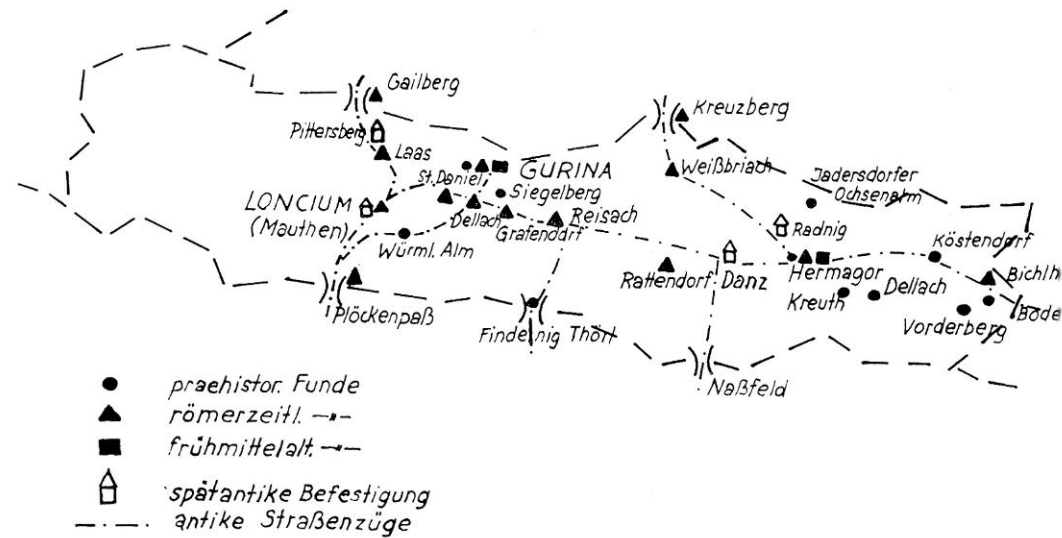 Gailberg
Kreuzberg
Pittersberg
Laas
GURINA
Weißbriach
St. Daniel
Siegelberg
Jadersdorfer
Ochsenalm
LONCIUM
(Mauthen)
Dellach
Grafendorf
Reisach
Radnig
Würml. Alm
Köstendorf
Rattendorf
Danz
Hermagor
Bichlh
Kreuth
Dellach
Plöckenpaß
Vorderberg
Bode
Findenig Thörl
Naßfeld
praehistor. Funde
römerzeitl. —"—
frühmittelalt. —"—
spätantike Befestigung
antike Straßenzüge